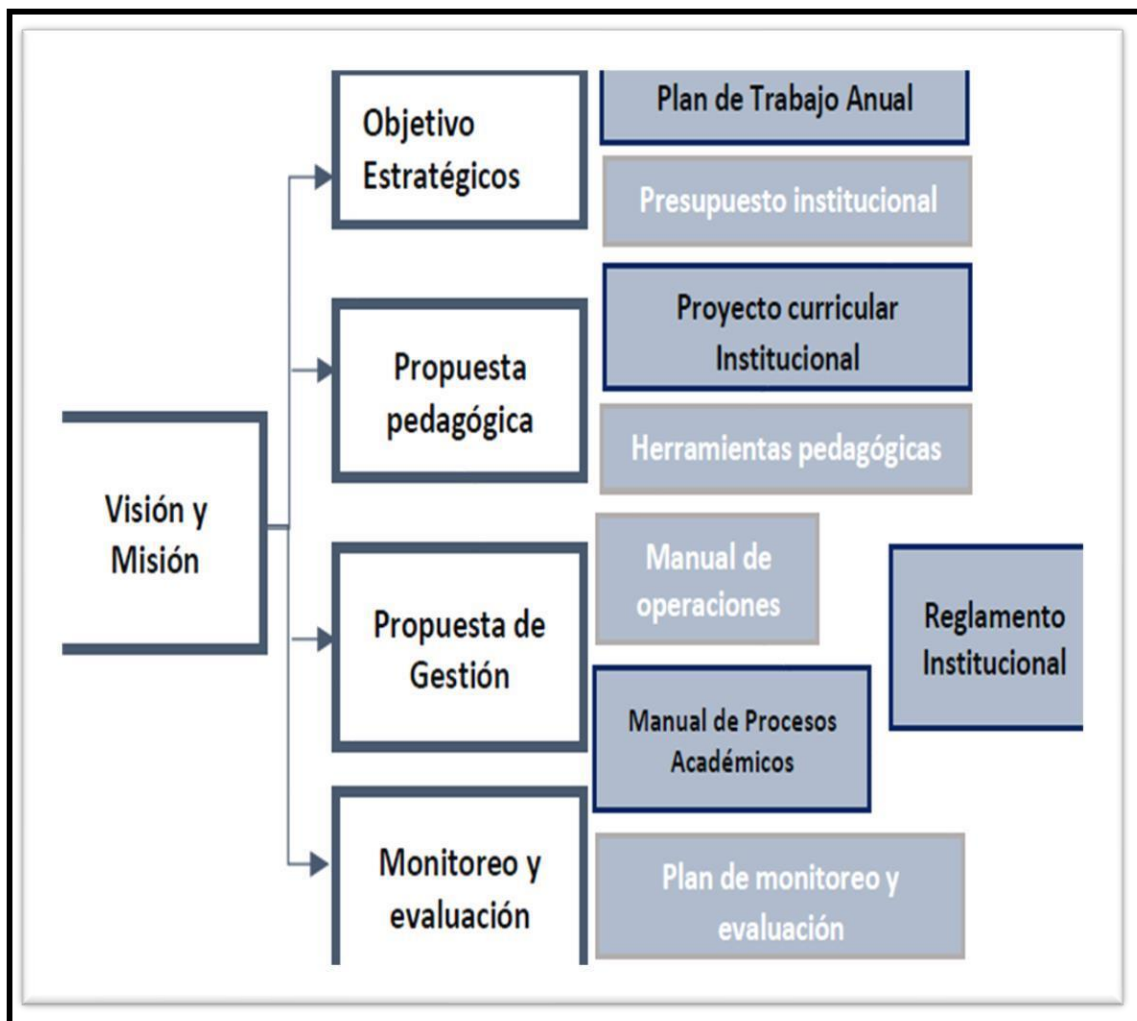 Objetivo
Estratégicos
Plan de Trabajo Anual
Presupuesto institucional
Propuesta
pedagógica
Proyecto curricular
Institucional
Herramientas pedagógicas
Visión y
Misión
Propuesta de
Gestión
Manual de
operaciones
Manual de Procesos
Académicos
Reglamento
Institucional
Monitoreo y
evaluación
Plan de monitoreo y
evaluación